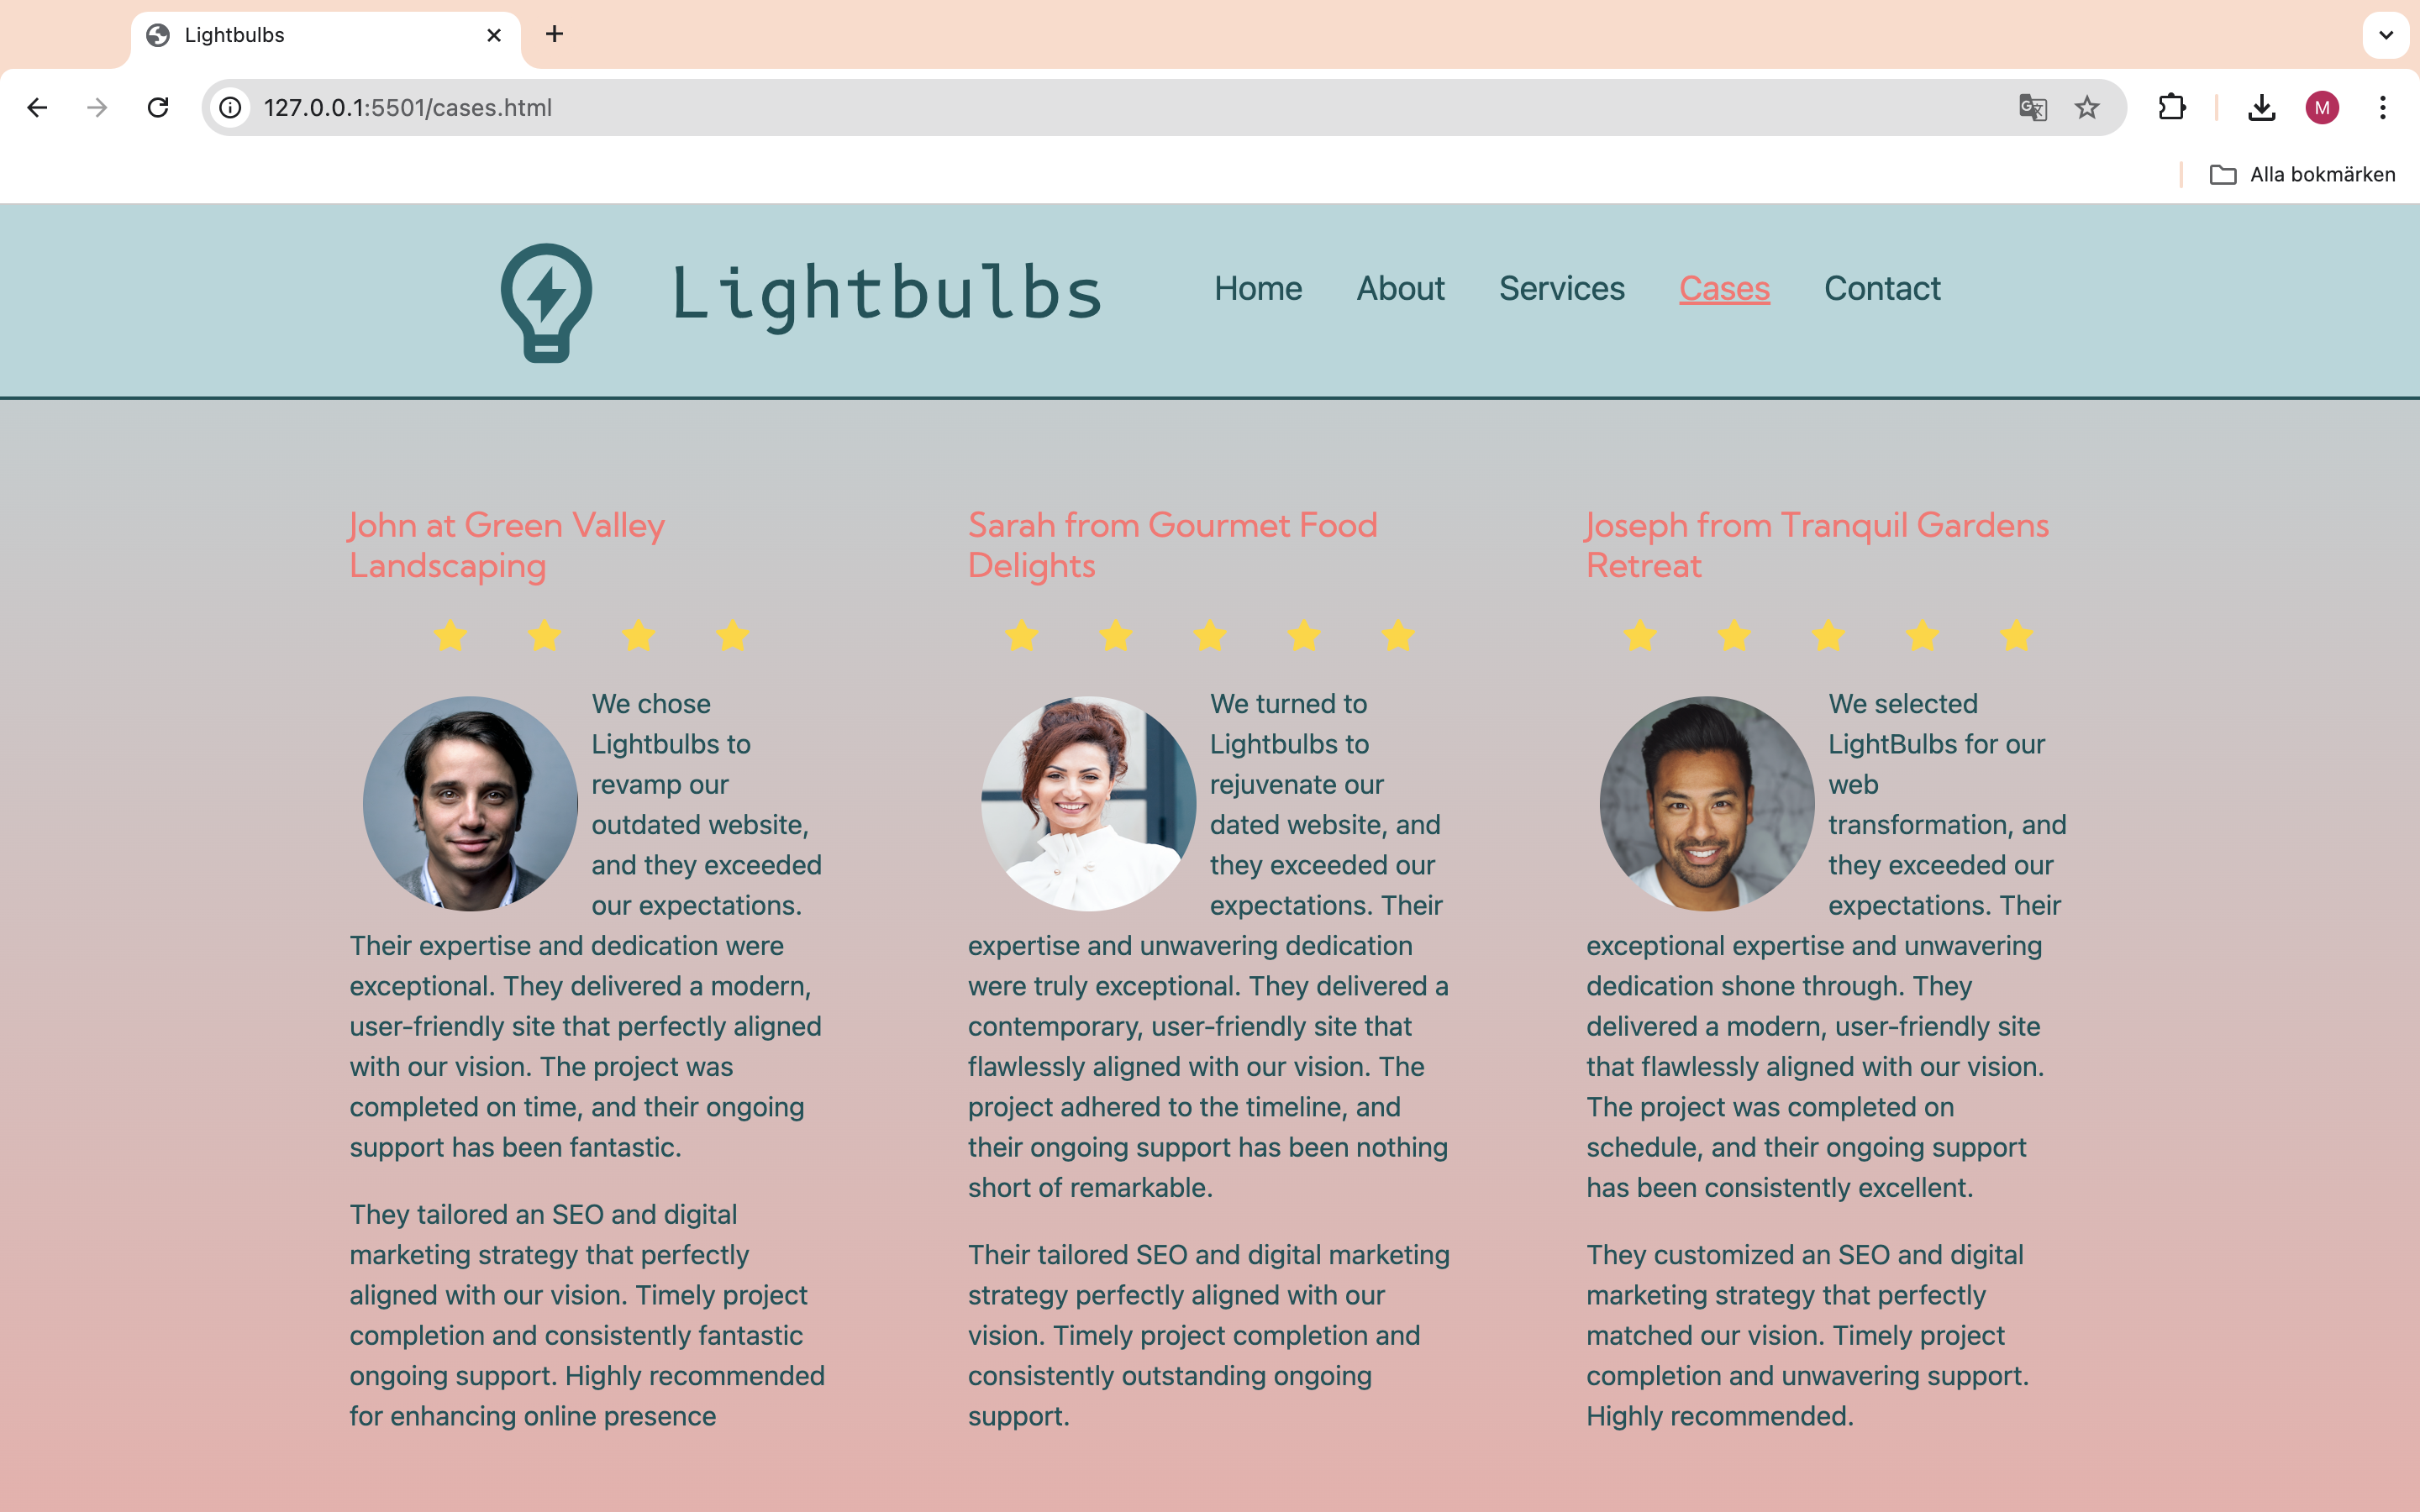 Lightbulbs
127.0.0.1:5501/cases.html
M
Alla bokmärken
Lightbulbs
Home About Services Cases Contact
John at Green Valley
Landscaping
We chose
Lightbulbs to
revamp our
outdated website,
and they exceeded
our expectations.
Their expertise and dedication were
exceptional. They delivered a modern,
user-friendly site that perfectly aligned
with our vision. The project was
completed on time, and their ongoing
support has been fantastic.
They tailored an SEO and digital
marketing strategy that perfectly
aligned with our vision. Timely project
completion and consistently fantastic
ongoing support. Highly recommended
for enhancing online presence
Sarah from Gourmet Food
Delights
We turned to
Lightbulbs to
rejuvenate our
dated website, and
they exceeded our
expectations. Their
expertise and unwavering dedication
were truly exceptional. They delivered a
contemporary, user-friendly site that
flawlessly aligned with our vision. The
project adhered to the timeline, and
their ongoing support has been nothing
short of remarkable.
Their tailored SEO and digital marketing
strategy perfectly aligned with our
vision. Timely project completion and
consistently outstanding ongoing
support.
Joseph from Tranquil Gardens
Retreat
We selected
LightBulbs for our
web
transformation, and
they exceeded our
expectations. Their
exceptional expertise and unwavering
dedication shone through. They
delivered a modern, user-friendly site
that flawlessly aligned with our vision.
The project was completed on
schedule, and their ongoing support
has been consistently excellent.
They customized an SEO and digital
marketing strategy that perfectly
matched our vision. Timely project
completion and unwavering support.
Highly recommended.